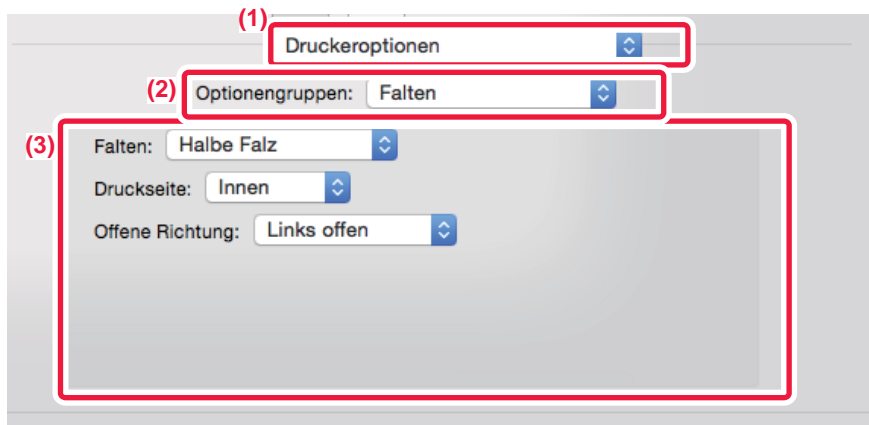 (1)
Druckeroptionen
(2)
Optionengruppen: Falten
(3)
Falten: Halbe Falz
Druckseite: Innen
Offene Richtung: Links offen